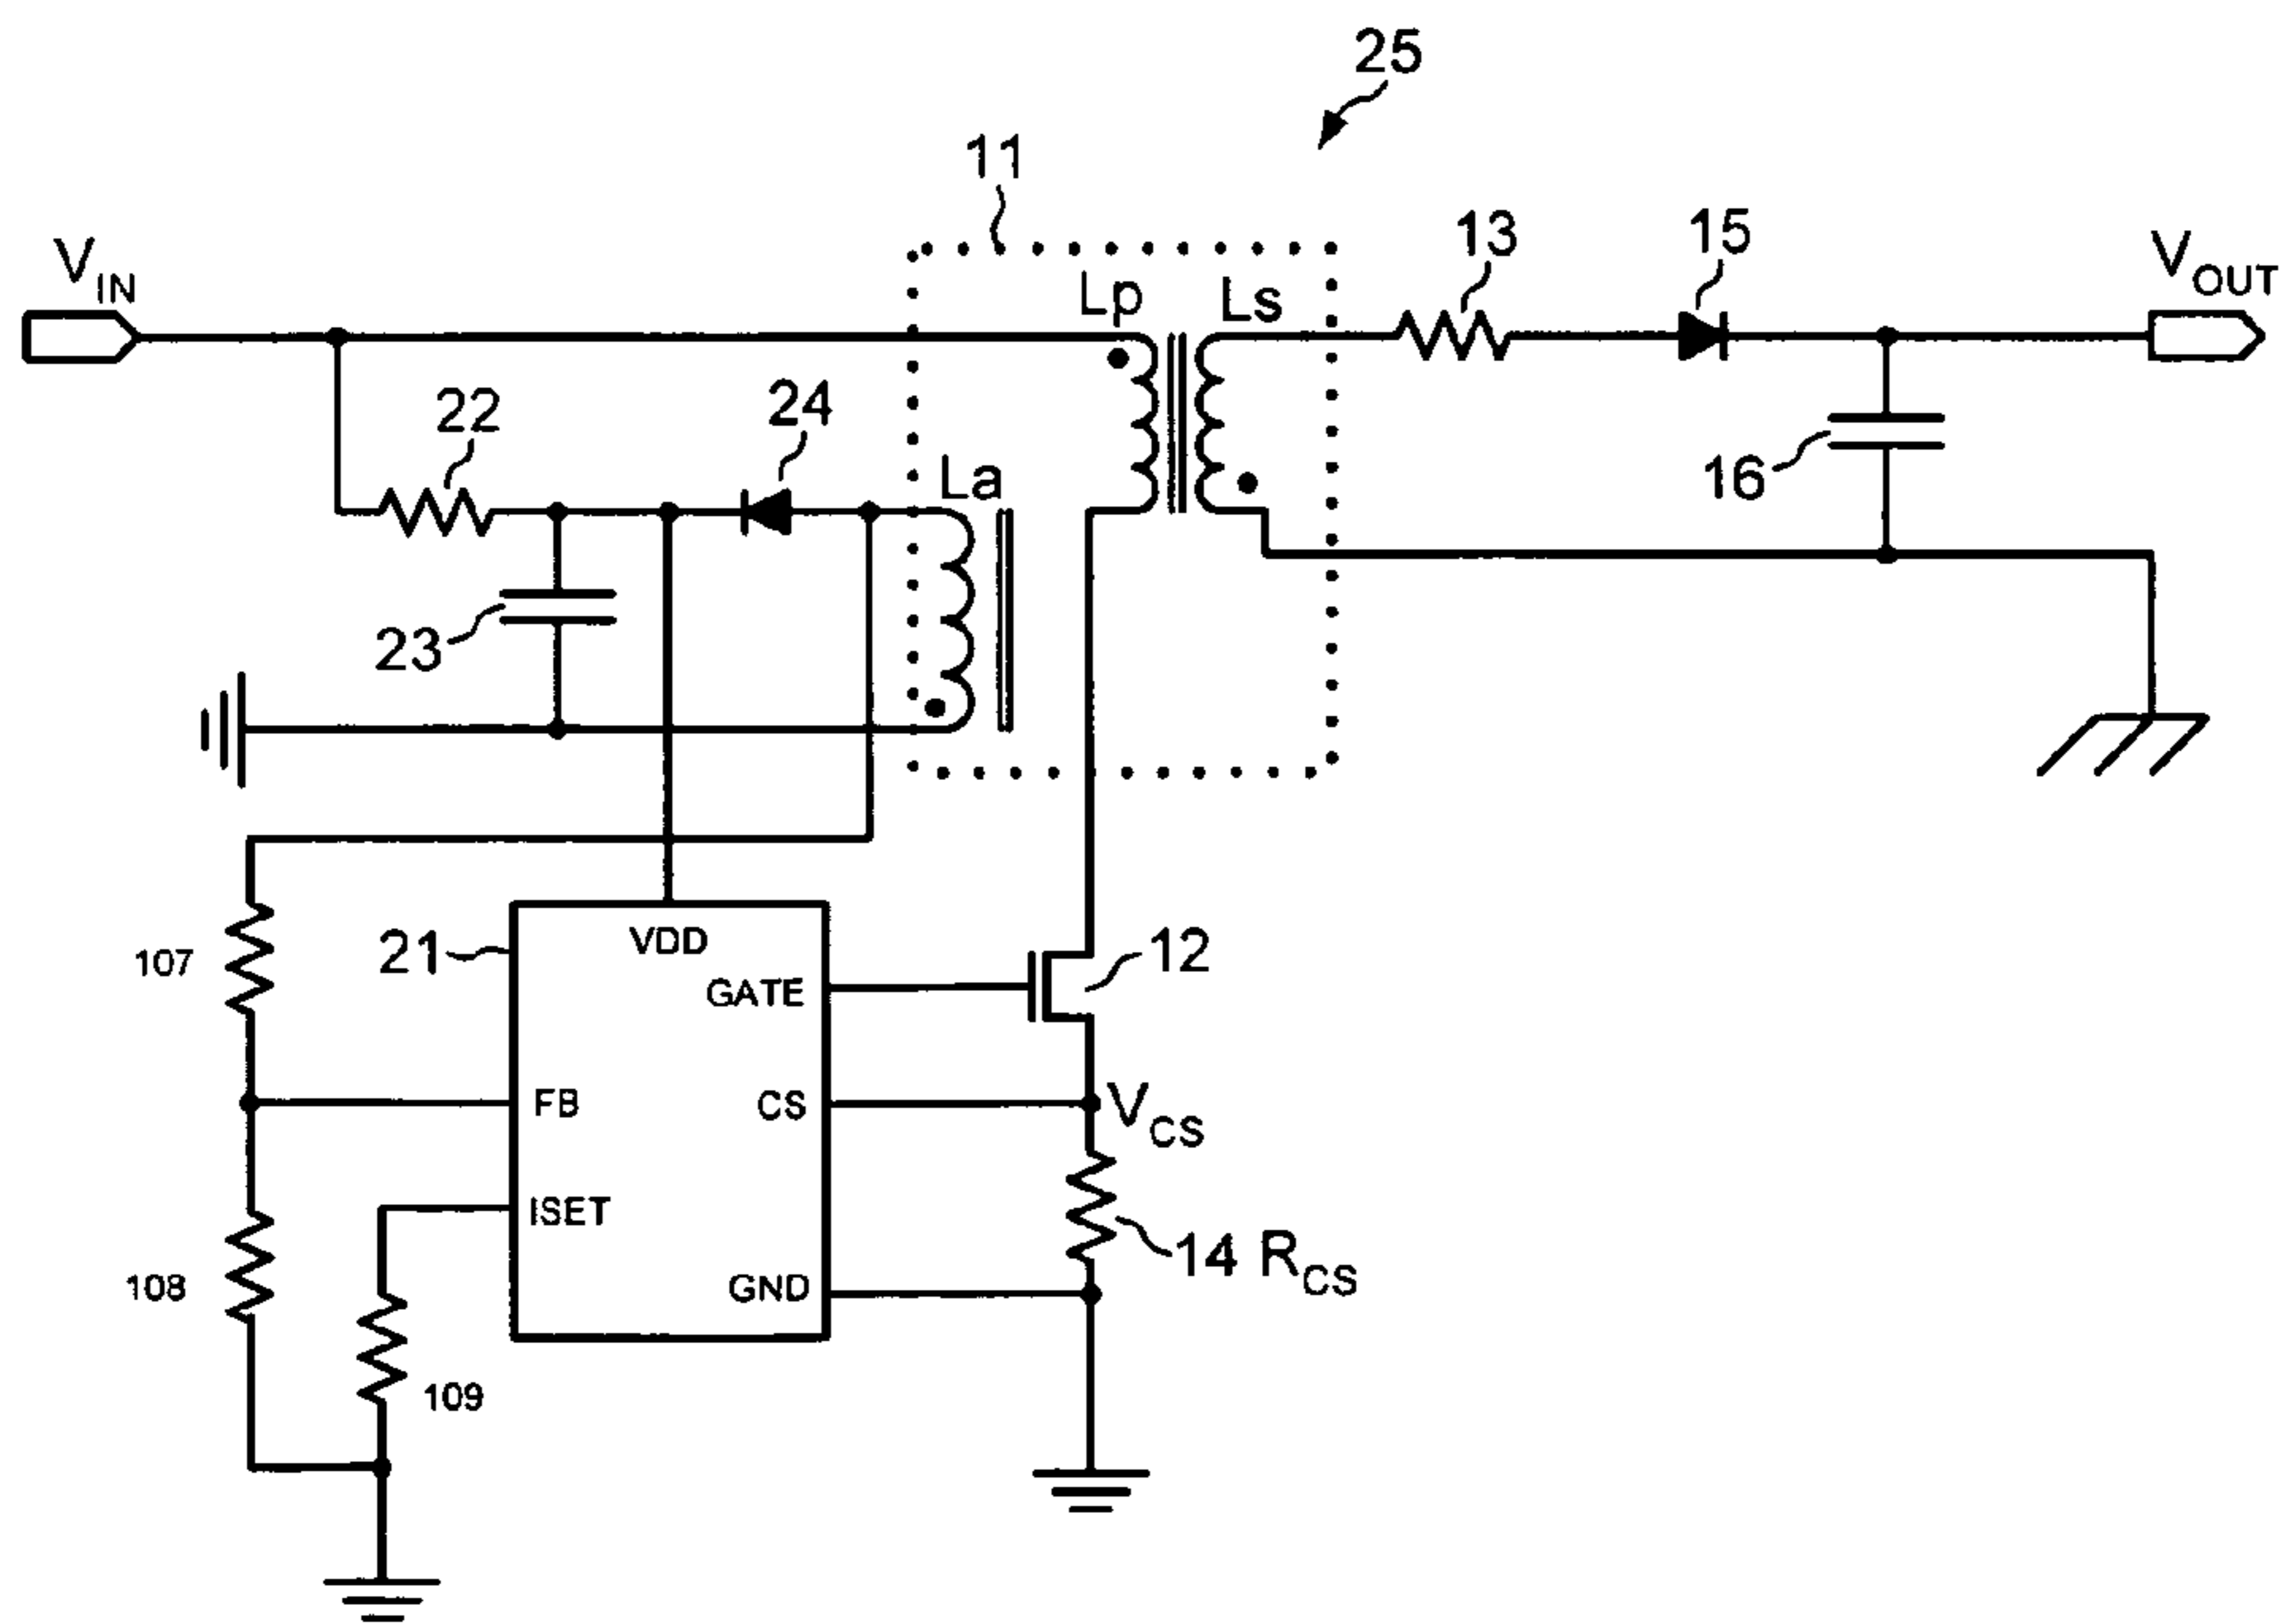 25
11
13
15
VIN
Lp
Ls
VOUT
22
24
La
16
23
21
VDD
107
GATE
12
FB
CS
VCS
ISET
14 RCS
108
GND
109